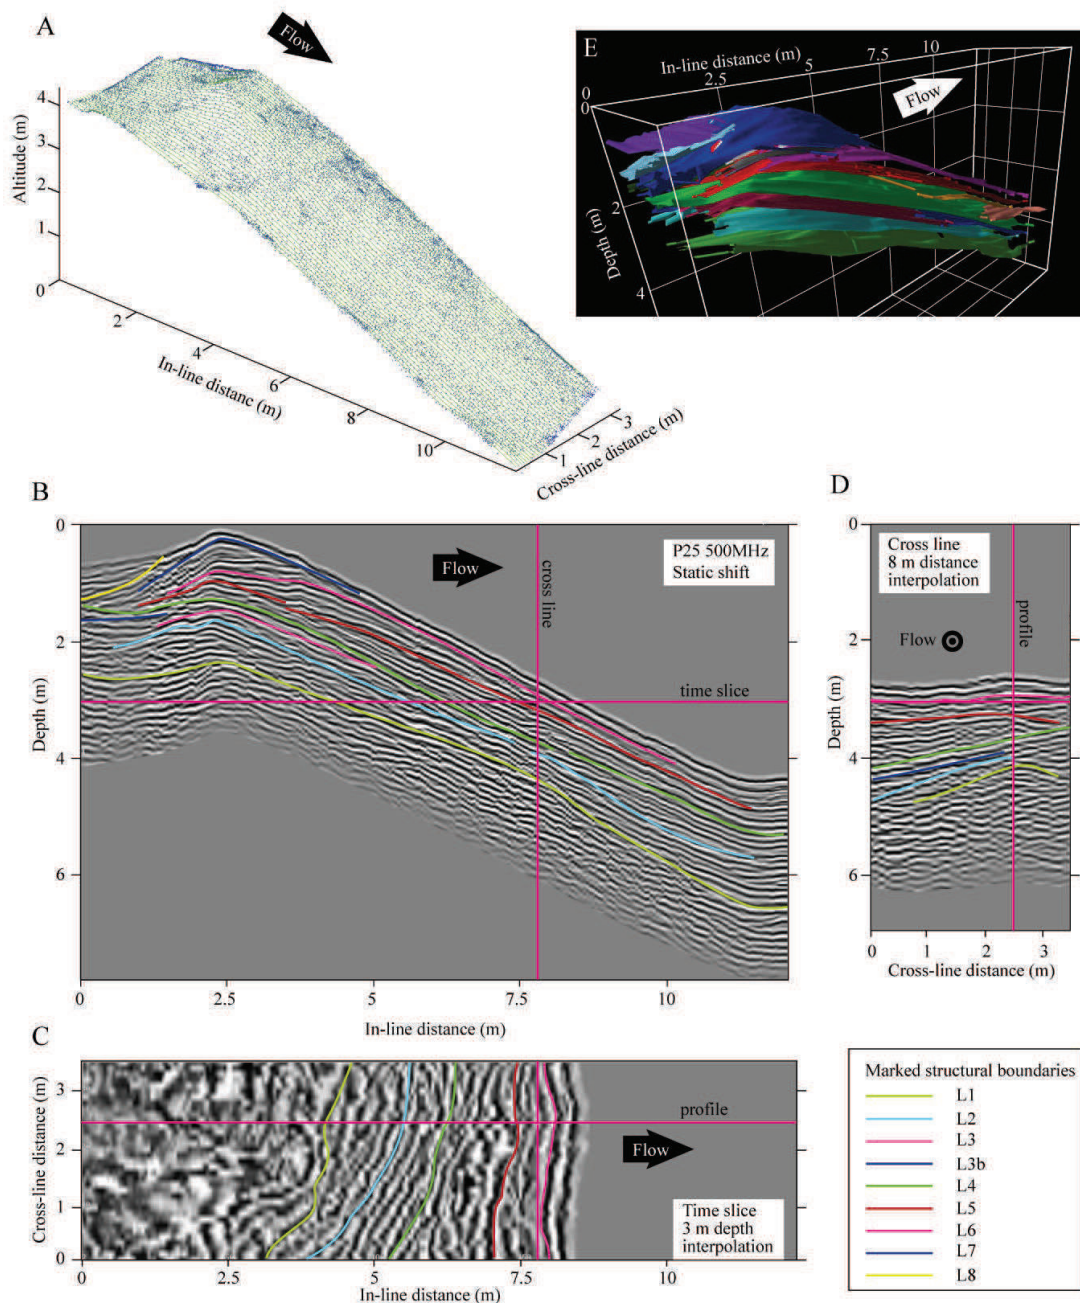 A
Flow
Altitude (m)
4
3
2
1
0
2
4
6
8
10
In-line distanc (m)
1
2
3
Cross-line distance (m)
E
In-line distance (m)
0
2.5
5
7.5
10
Flow
0
2
4
Depth (m)
B
0
2
4
6
Depth (m)
Flow
cross line
P25 500MHz
Static shift
time slice
0
2.5
5
7.5
10
In-line distance (m)
D
0
2
4
6
Depth (m)
Cross line
8 m distance
interpolation
Flow
profile
0
1
2
3
Cross-line distance (m)
C
3
2
1
0
Cross-line distance (m)
profile
Flow
Time slice
3 m depth
interpolation
0
2.5
5
7.5
10
In-line distance (m)
Marked structural boundaries
L1
L2
L3
L3b
L4
L5
L6
L7
L8